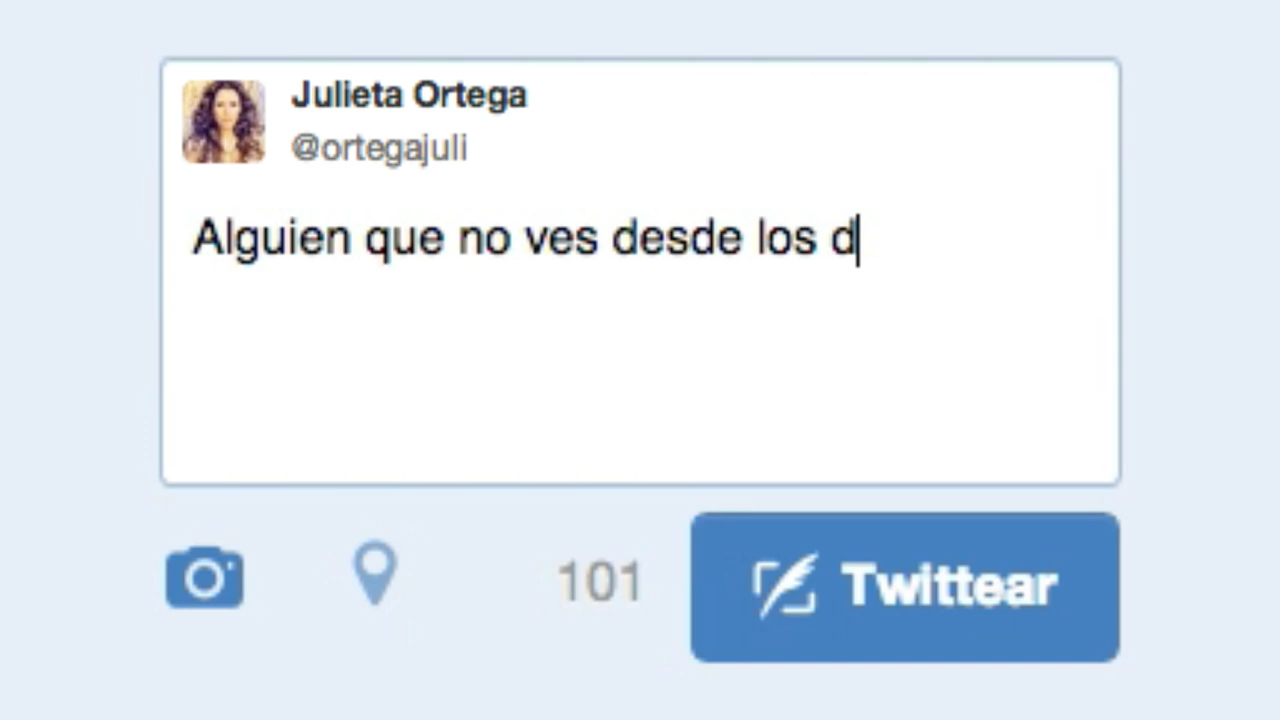 Julieta Ortega
@ortegajuli
Alguien que no ves desde los d
101
Twittear